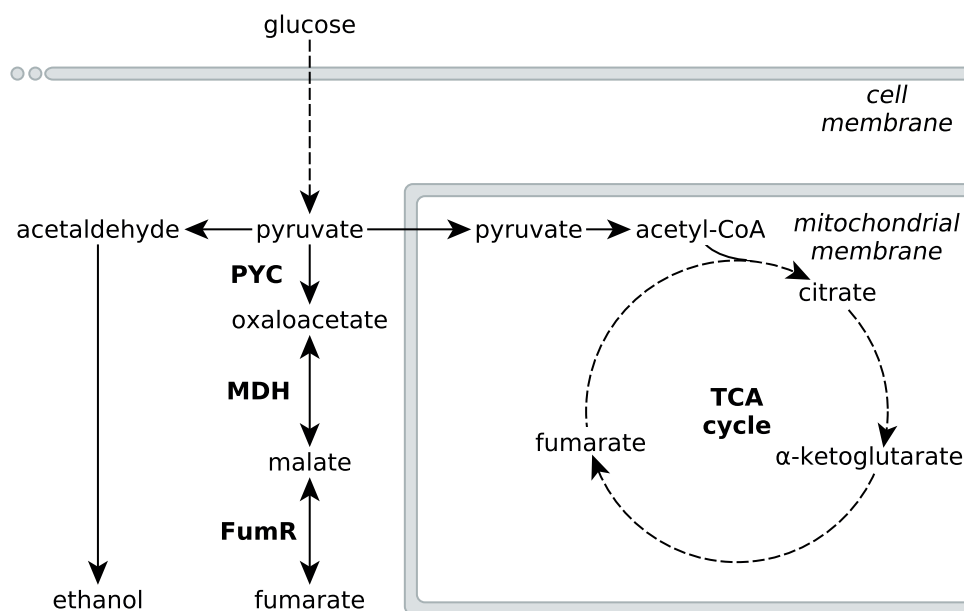 glucose
cell
membrane
acetaldehyde
pyruvate
pyruvate
acetyl-CoA
mitochondrial
membrane
PYC
citrate
oxaloacetate
MDH
TCA
cycle
fumarate
α-ketoglutarate
malate
FumR
ethanol
fumarate